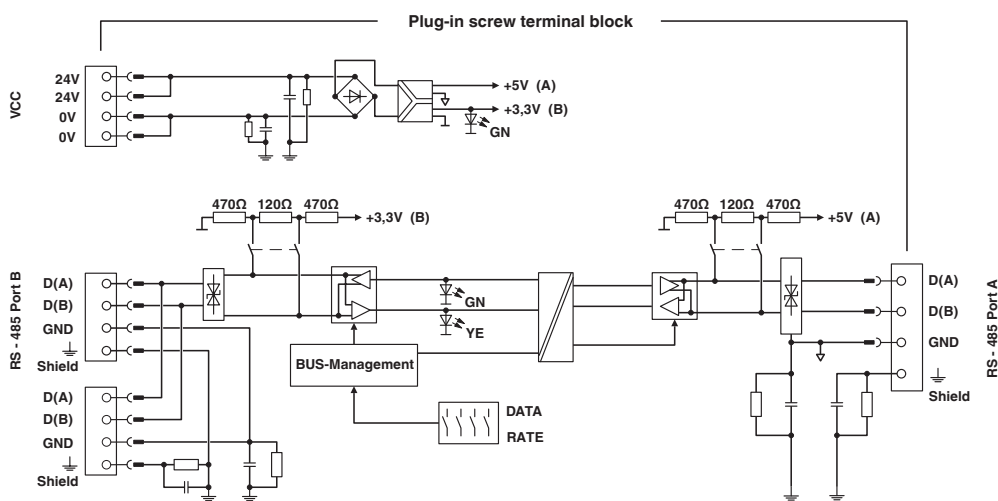 Plug-in screw terminal block
VCC
24V
24V
0V
0V
+5V (A)
+3,3V (B)
GN
470Ω 120Ω 470Ω
+3,3V (B)
470Ω 120Ω 470Ω
+5V (A)
RS - 485 Port B
D(A)
D(B)
GND
Shield
D(A)
D(B)
GND
Shield
GN
YE
BUS-Management
DATA
RATE
D(A)
D(B)
GND
Shield
RS - 485 Port A